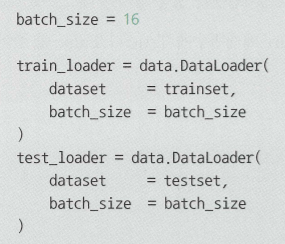 batch_size = 16
train_loader = data.DataLoader(
    dataset     = trainset,
    batch_size  = batch_size
)
test_loader = data.DataLoader(
    dataset     = testset,
    batch_size  = batch_size
)